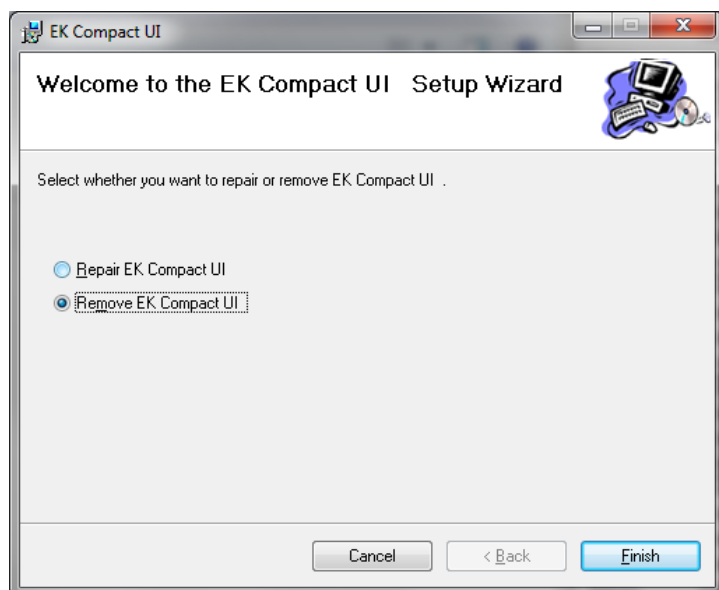 EK Compact UI
Welcome to the EK Compact UI Setup Wizard
Select whether you want to repair or remove EK Compact UI .
Repair EK Compact UI
Remove EK Compact UI
Cancel < Back Finish